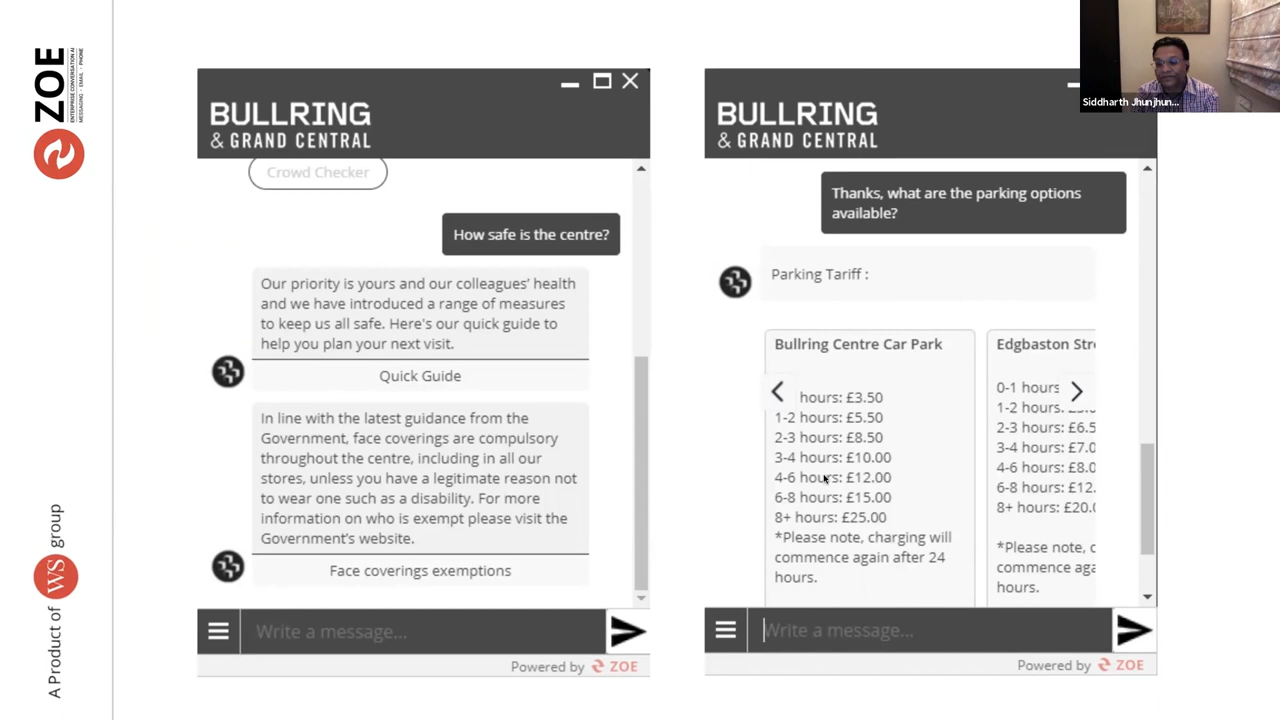 ZOE
ENTERPRISE CONVERSATION AI
MESSAGING - EMAIL - PHONE
A Product of WS group
BULLRING
& GRAND CENTRAL
Crowd Checker
How safe is the centre?
Our priority is yours and our colleagues' health
and we have introduced a range of measures
to keep us all safe. Here's our quick guide to
help you plan your next visit.
Quick Guide
In line with the latest guidance from the
Government, face coverings are compulsory
throughout the centre, including in all our
stores, unless you have a legitimate reason not
to wear one such as a disability. For more
information on who is exempt please visit the
Government's website.
Face coverings exemptions
Write a message...
Powered by ZOE
BULLRING
& GRAND CENTRAL
Thanks, what are the parking options
available?
Parking Tariff :
Bullring Centre Car Park
hours: £3.50
1-2 hours: £5.50
2-3 hours: £8.50
3-4 hours: £10.00
4-6 hours: £12.00
6-8 hours: £15.00
8+ hours: £25.00
*Please note, charging will
commence again after 24
hours.
Edgbaston Stre
0-1 hours
1-2 hours:
2-3 hours: £6.5
3-4 hours: £7.0
4-6 hours: £8.0
6-8 hours: £12.
8+ hours: £20.0
*Please note, c
commence aga
hours.
Write a message...
Powered by ZOE
Siddharth Jhunjhun...